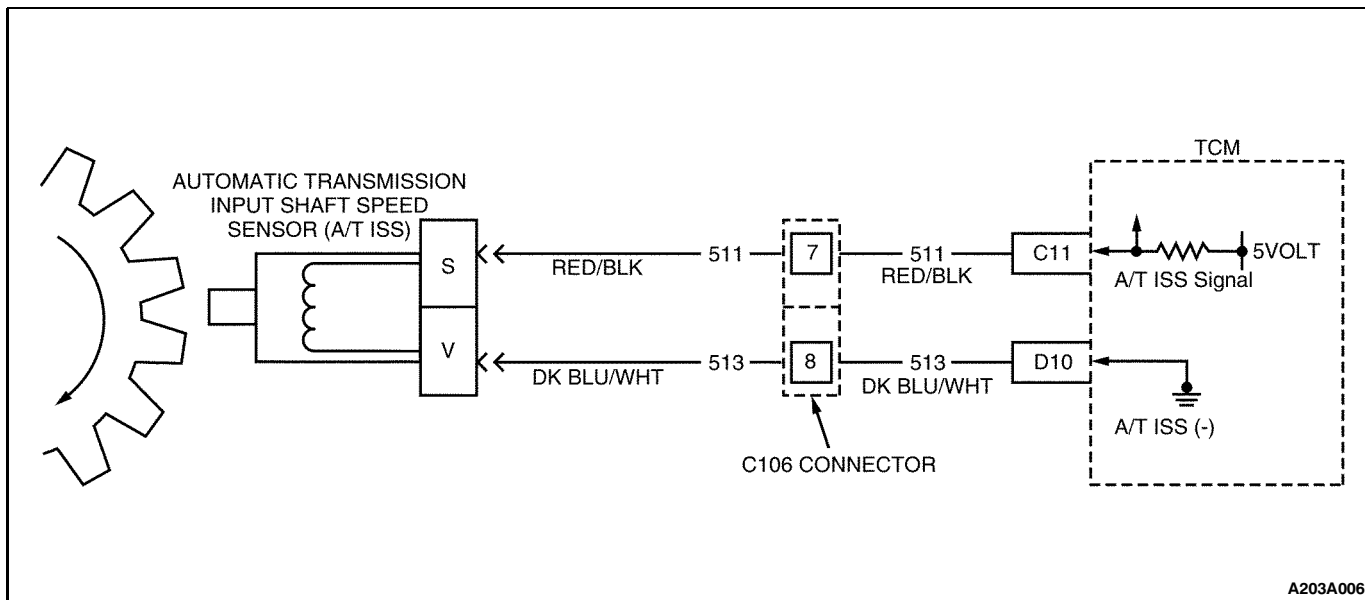 AUTOMATIC TRANSMISSION
INPUT SHAFT SPEED
SENSOR (A/T ISS)
S
V
511
RED/BLK
513
DK BLU/WHT
7
8
C106 CONNECTOR
511
RED/BLK
513
DK BLU/WHT
TCM
C11
5VOLT
A/T ISS Signal
D10
A/T ISS (-)
A203A006